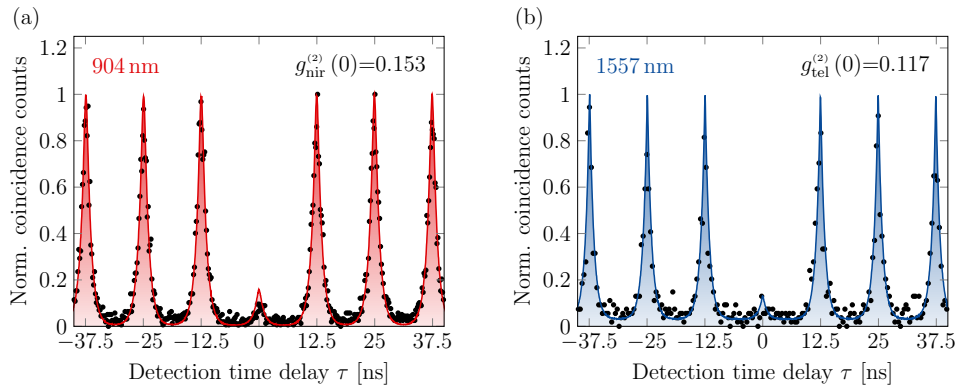 (a)
904 nm
g_nir^(2)(0)=0.153
Norm. coincidence counts
1.2
1
0.8
0.6
0.4
0.2
0
−37.5 −25 −12.5 0 12.5 25 37.5
Detection time delay τ [ns]
(b)
1557 nm
g_tel^(2)(0)=0.117
Norm. coincidence counts
1.2
1
0.8
0.6
0.4
0.2
0
−37.5 −25 −12.5 0 12.5 25 37.5
Detection time delay τ [ns]